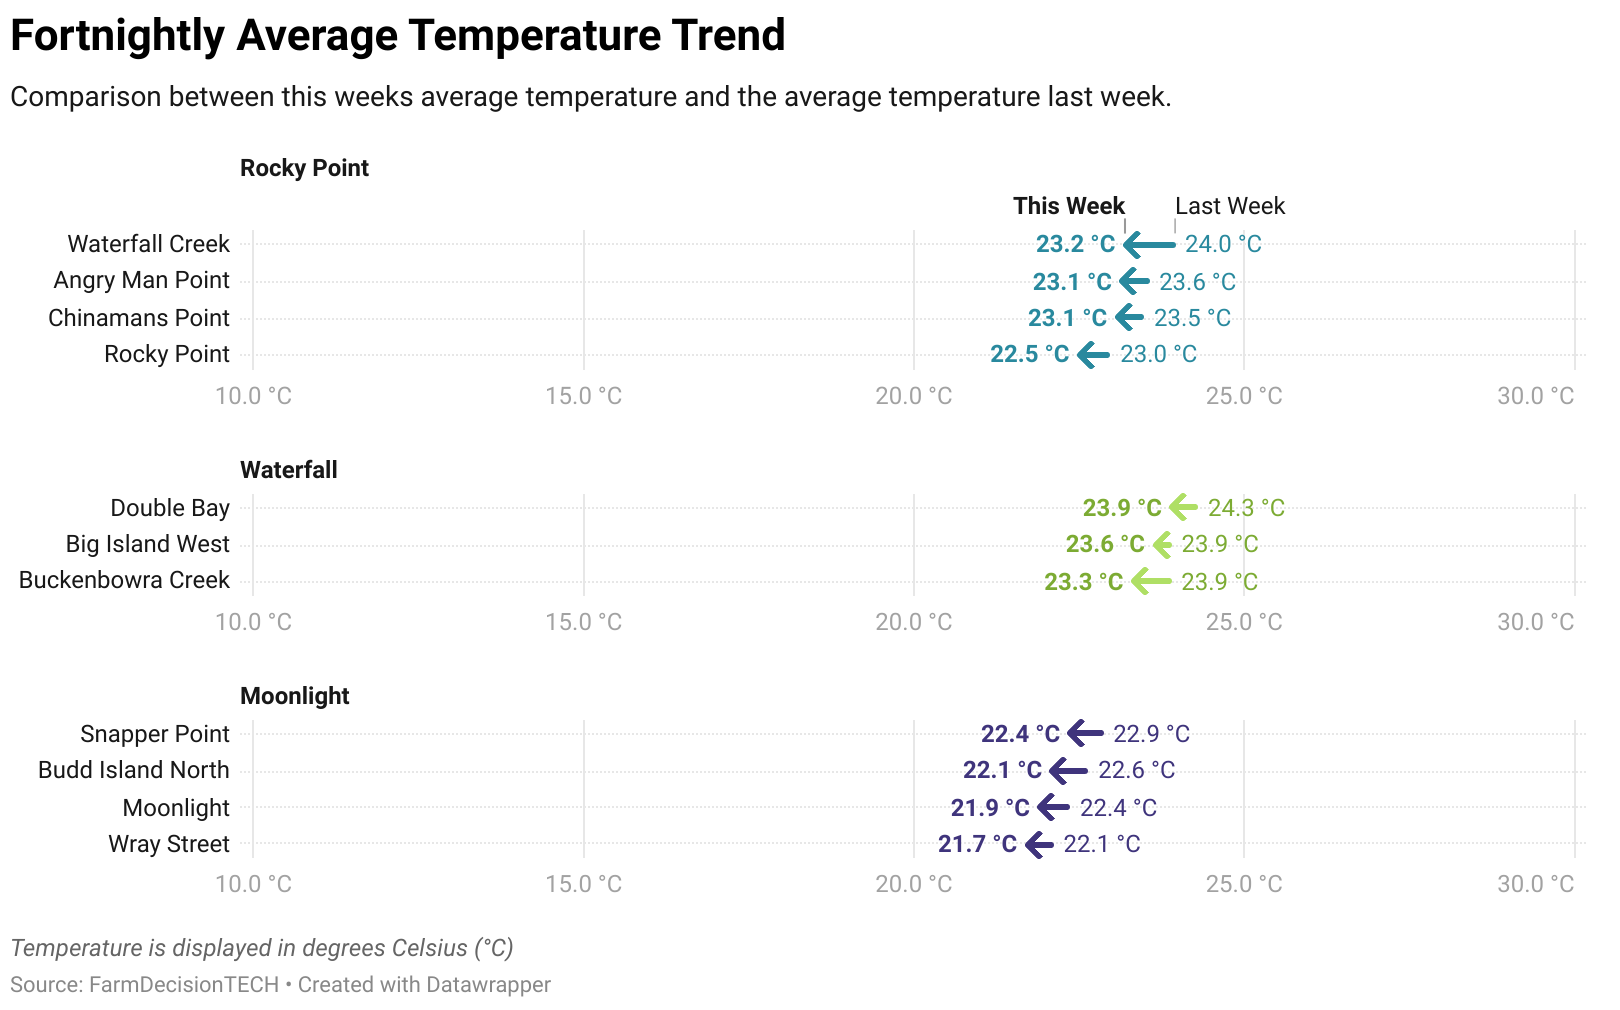 Fortnightly Average Temperature Trend
Comparison between this weeks average temperature and the average temperature last week.
Rocky Point
This Week Last Week
Waterfall Creek 23.2 °C 24.0 °C
Angry Man Point 23.1 °C 23.6 °C
Chinamans Point 23.1 °C 23.5 °C
Rocky Point 22.5 °C 23.0 °C
10.0 °C 15.0 °C 20.0 °C 25.0 °C 30.0 °C
Waterfall
Double Bay 23.9 °C 24.3 °C
Big Island West 23.6 °C 23.9 °C
Buckenbowra Creek 23.3 °C 23.9 °C
10.0 °C 15.0 °C 20.0 °C 25.0 °C 30.0 °C
Moonlight
Snapper Point 22.4 °C 22.9 °C
Budd Island North 22.1 °C 22.6 °C
Moonlight 21.9 °C 22.4 °C
Wray Street 21.7 °C 22.1 °C
10.0 °C 15.0 °C 20.0 °C 25.0 °C 30.0 °C
Temperature is displayed in degrees Celsius (°C)
Source: FarmDecisionTECH • Created with Datawrapper